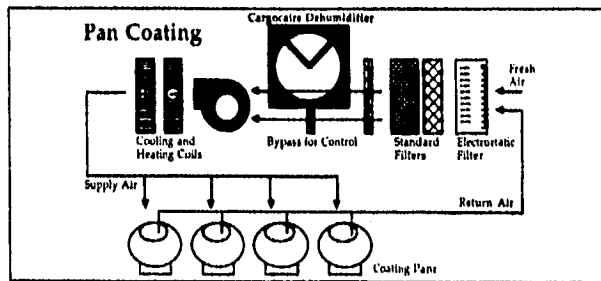 Cargocaire Dehumidifier
Pan Coating
Fresh
Air
Cooling and
Heating Coils
Bypass for Control
Standard
Filters
Electrostatic
Filter
Supply Air
Return Air
Coating Pans